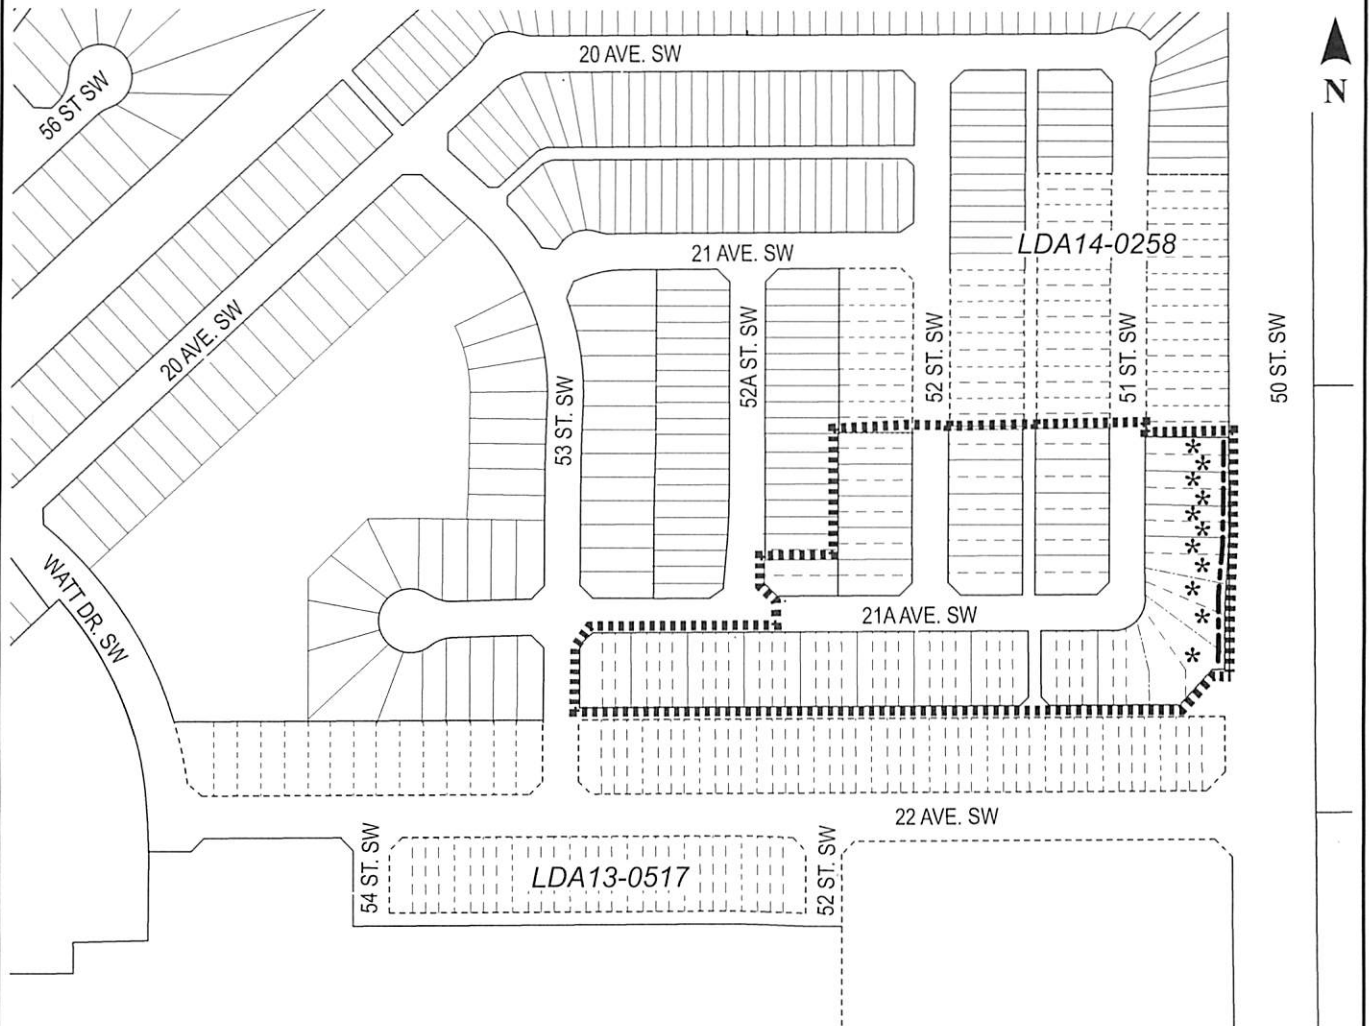 20 AVE. SW
N
56 ST SW
21 AVE. SW
LDA14-0258
20 AVE. SW
53 ST. SW
52A ST. SW
52 ST. SW
51 ST. SW
50 ST. SW
WATT DR. SW
21A AVE. SW
22 AVE. SW
54 ST. SW
LDA13-0517
52 ST. SW